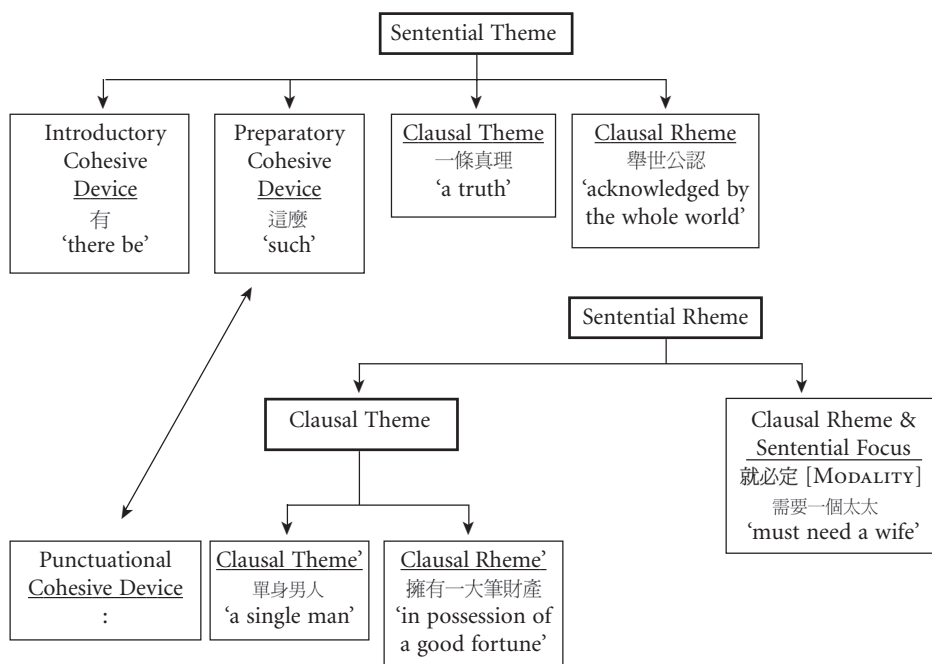 Sentential Theme
Introductory
Cohesive
Device
有
‘there be’
Preparatory
Cohesive
Device
這麼
‘such’
Clausal Theme
一條真理
‘a truth’
Clausal Rheme
舉世公認
‘acknowledged by
the whole world’
Sentential Rheme
Clausal Theme
Clausal Rheme &
Sentential Focus
就必定 [MODALITY]
需要一個太太
‘must need a wife’
Punctuational
Cohesive Device
:
Clausal Theme’
單身男人
‘a single man’
Clausal Rheme’
擁有一大筆財產
‘in possession of
a good fortune’